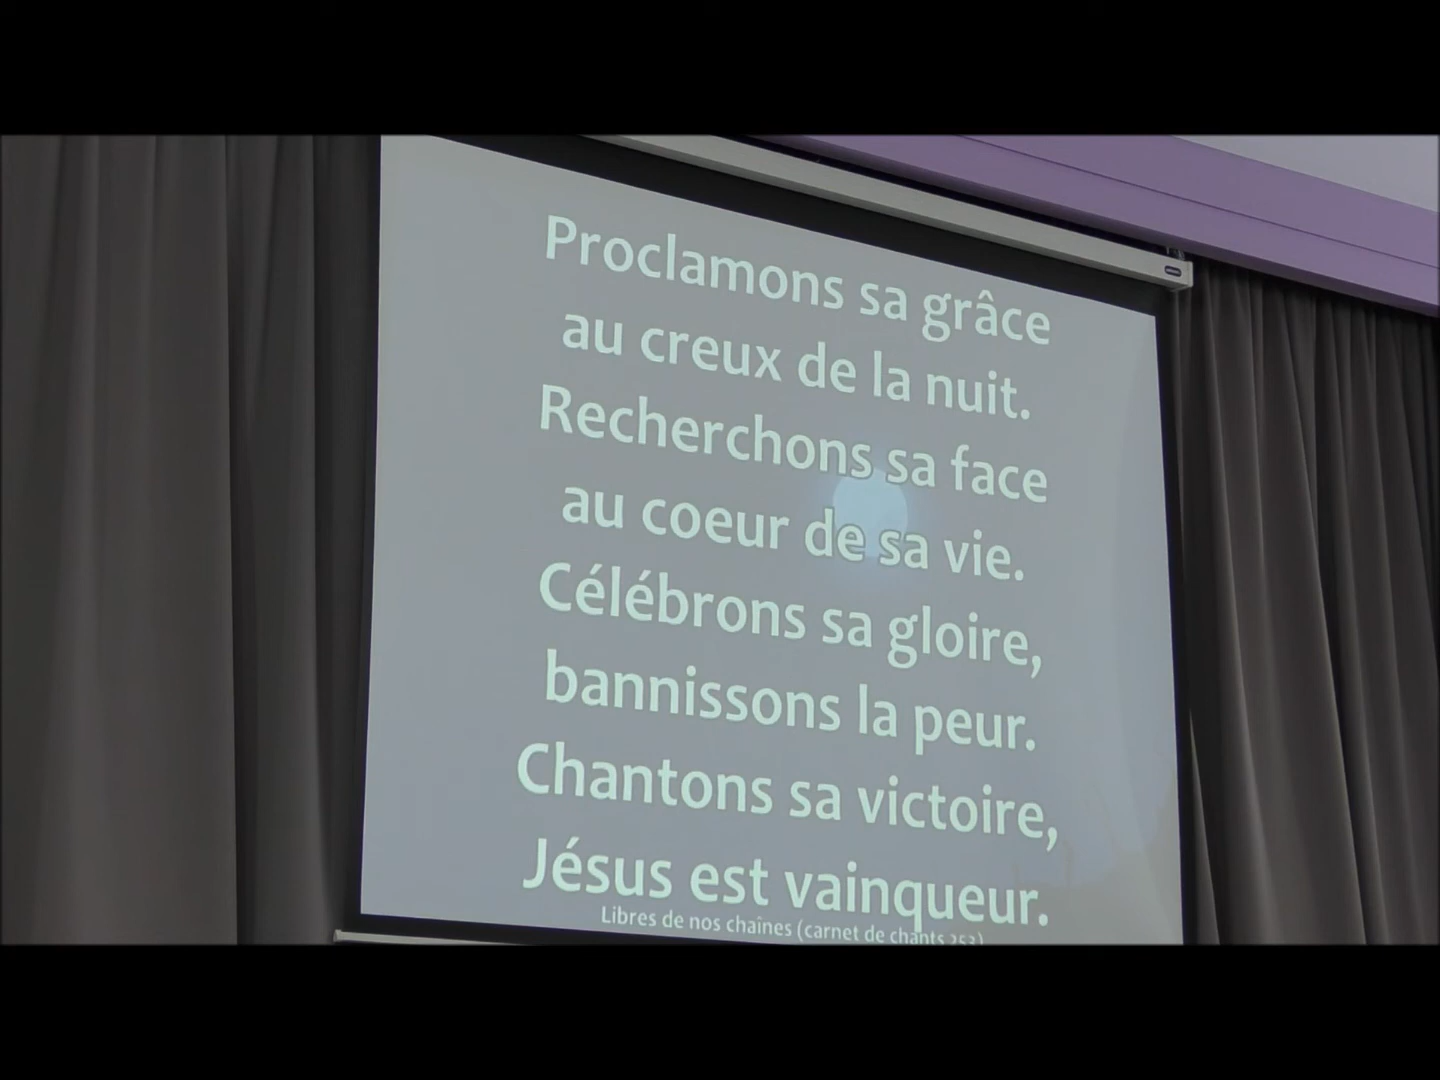 Proclamons sa grâce
au creux de la nuit.
Recherchons sa face
au coeur de sa vie.
Célébrons sa gloire,
bannissons la peur.
Chantons sa victoire,
Jésus est vainqueur.
Libres de nos chaînes (carnet de chants 253)